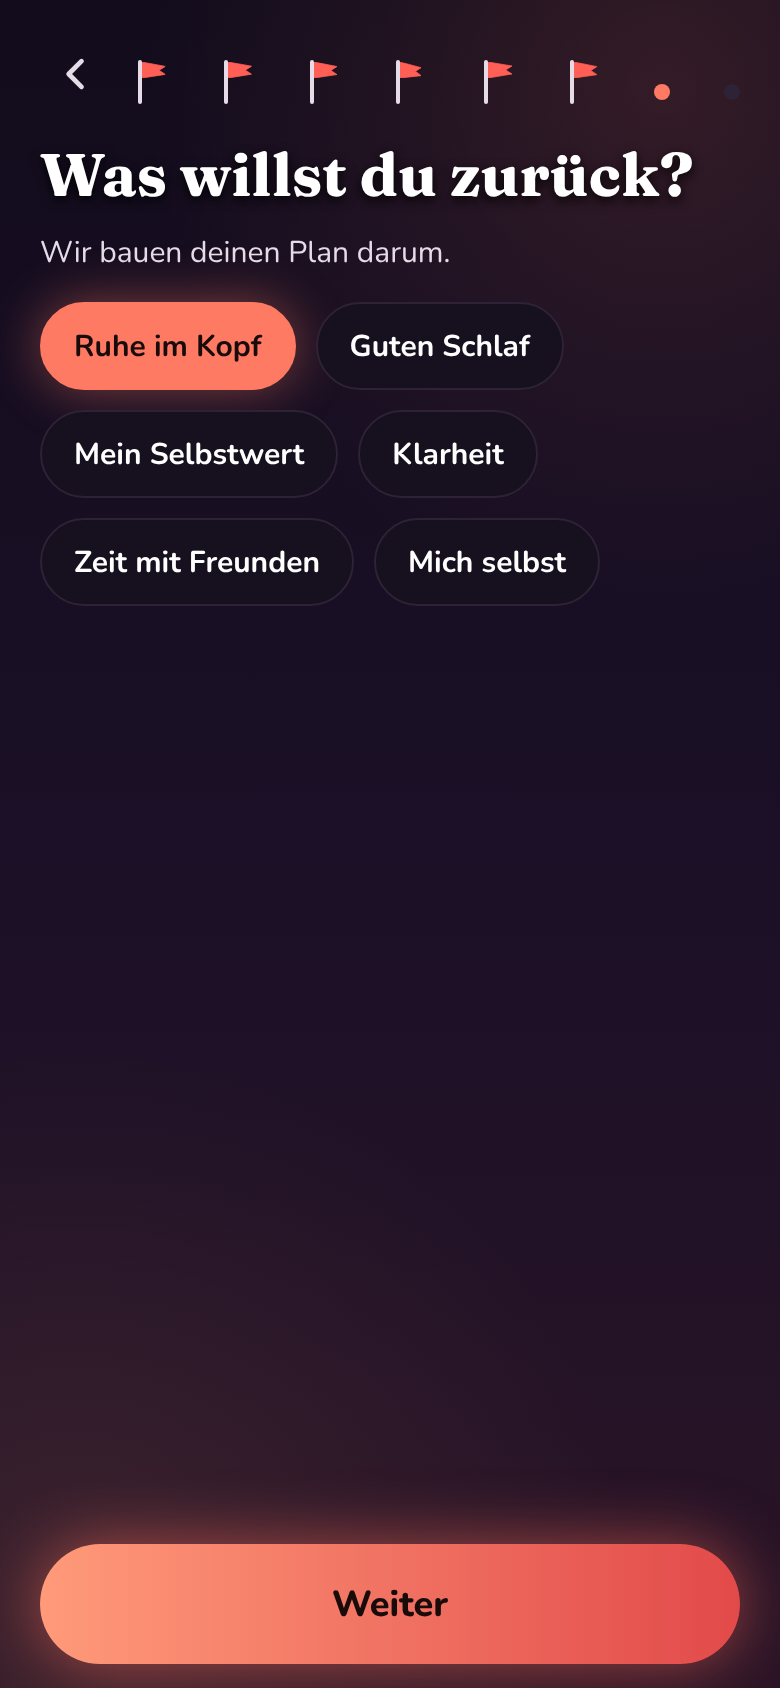 Was willst du zurück?
Wir bauen deinen Plan darum.
Ruhe im Kopf
Guten Schlaf
Mein Selbstwert
Klarheit
Zeit mit Freunden
Mich selbst
Weiter